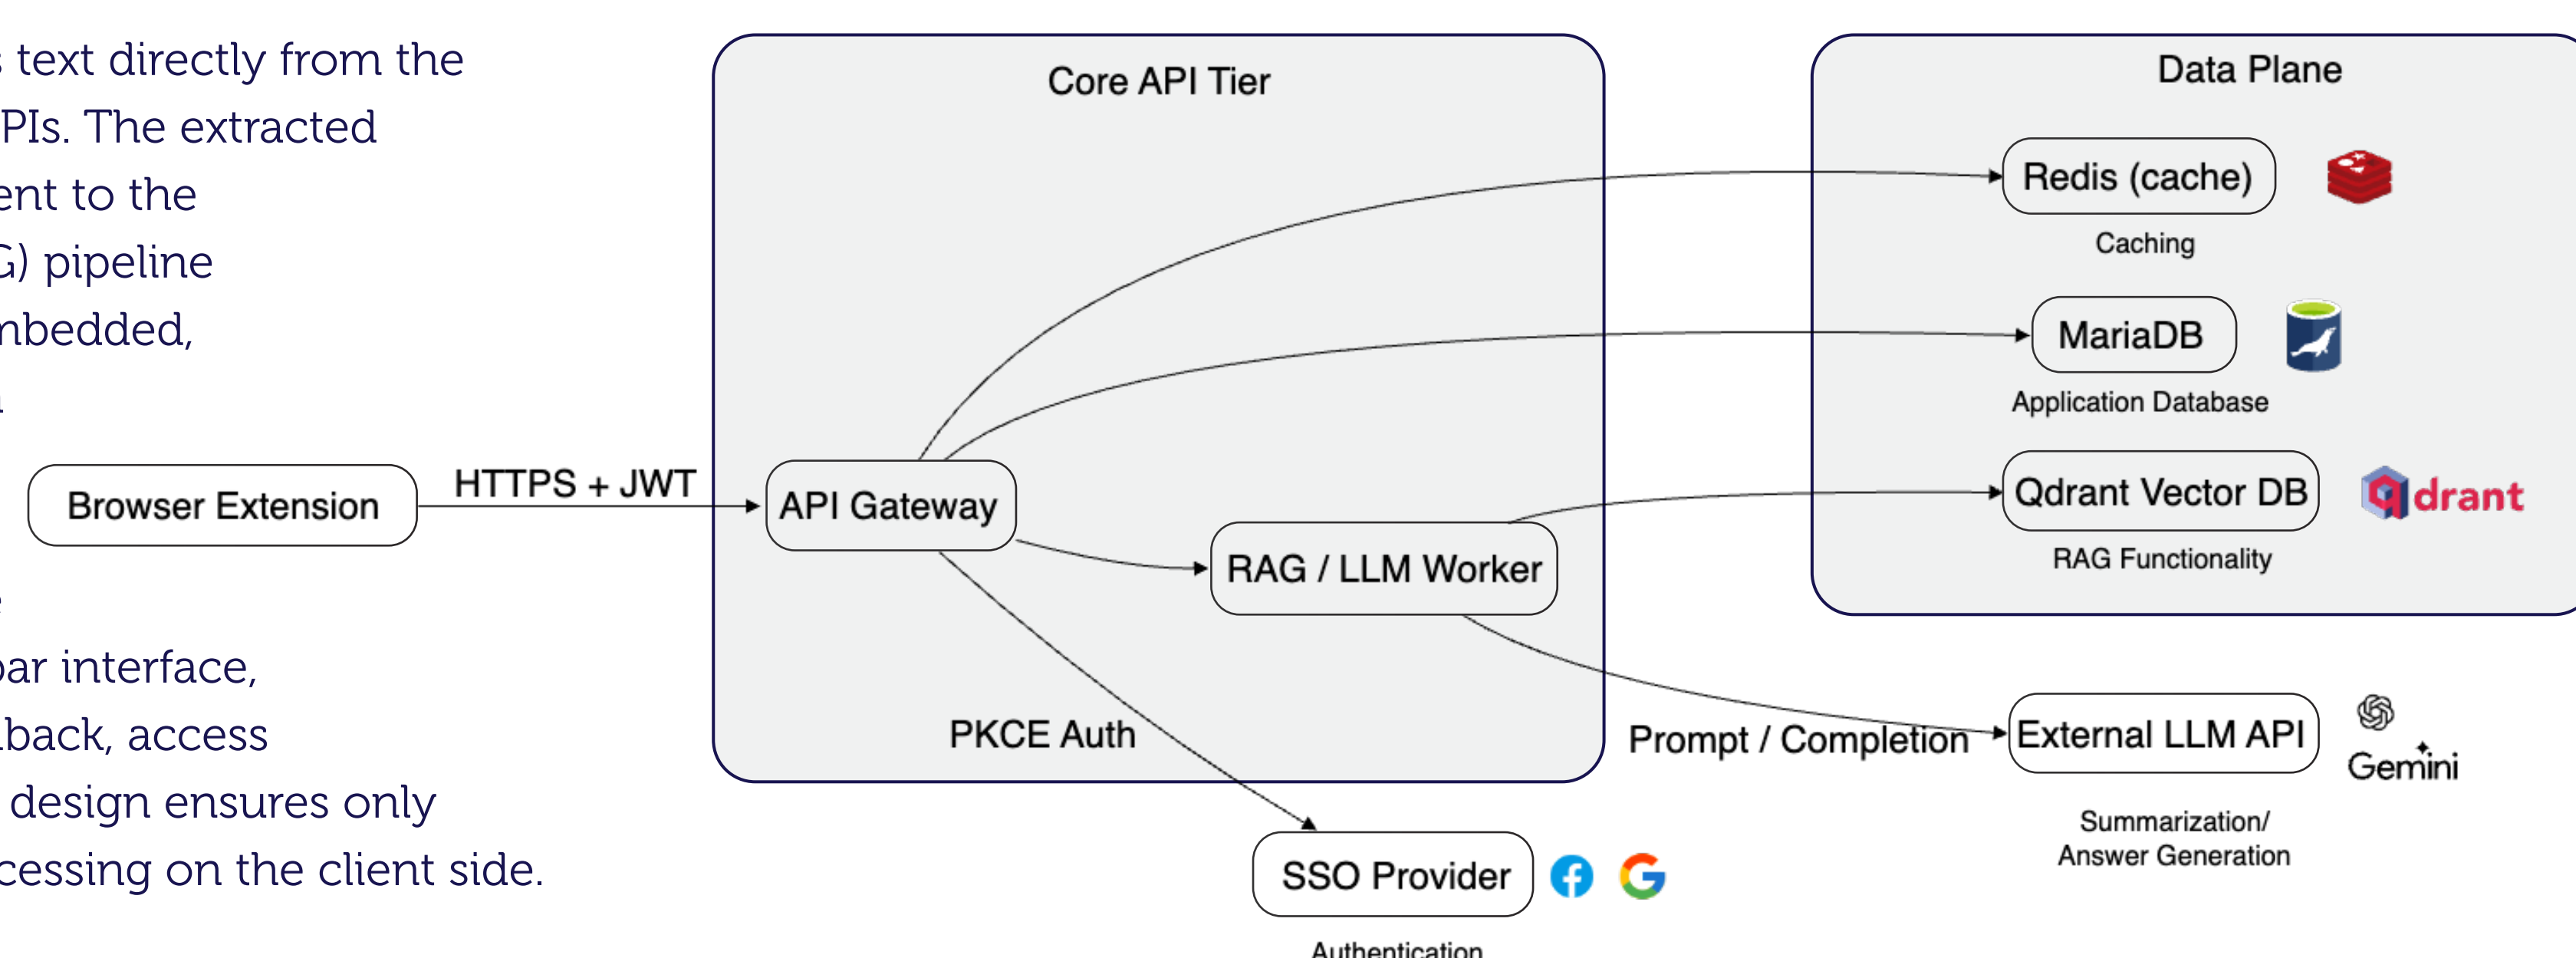 s text directly from the
PIs. The extracted
ent to the
G) pipeline
mbedded,
bar interface,
back, access
design ensures only
cessing on the client side.
Browser Extension
HTTPS + JWT
Core API Tier
API Gateway
RAG / LLM Worker
PKCE Auth
SSO Provider
Authentication
Data Plane
Redis (cache)
Caching
MariaDB
Application Database
Qdrant Vector DB
qdrant
RAG Functionality
Prompt / Completion
External LLM API
Gemini
Summarization/
Answer Generation